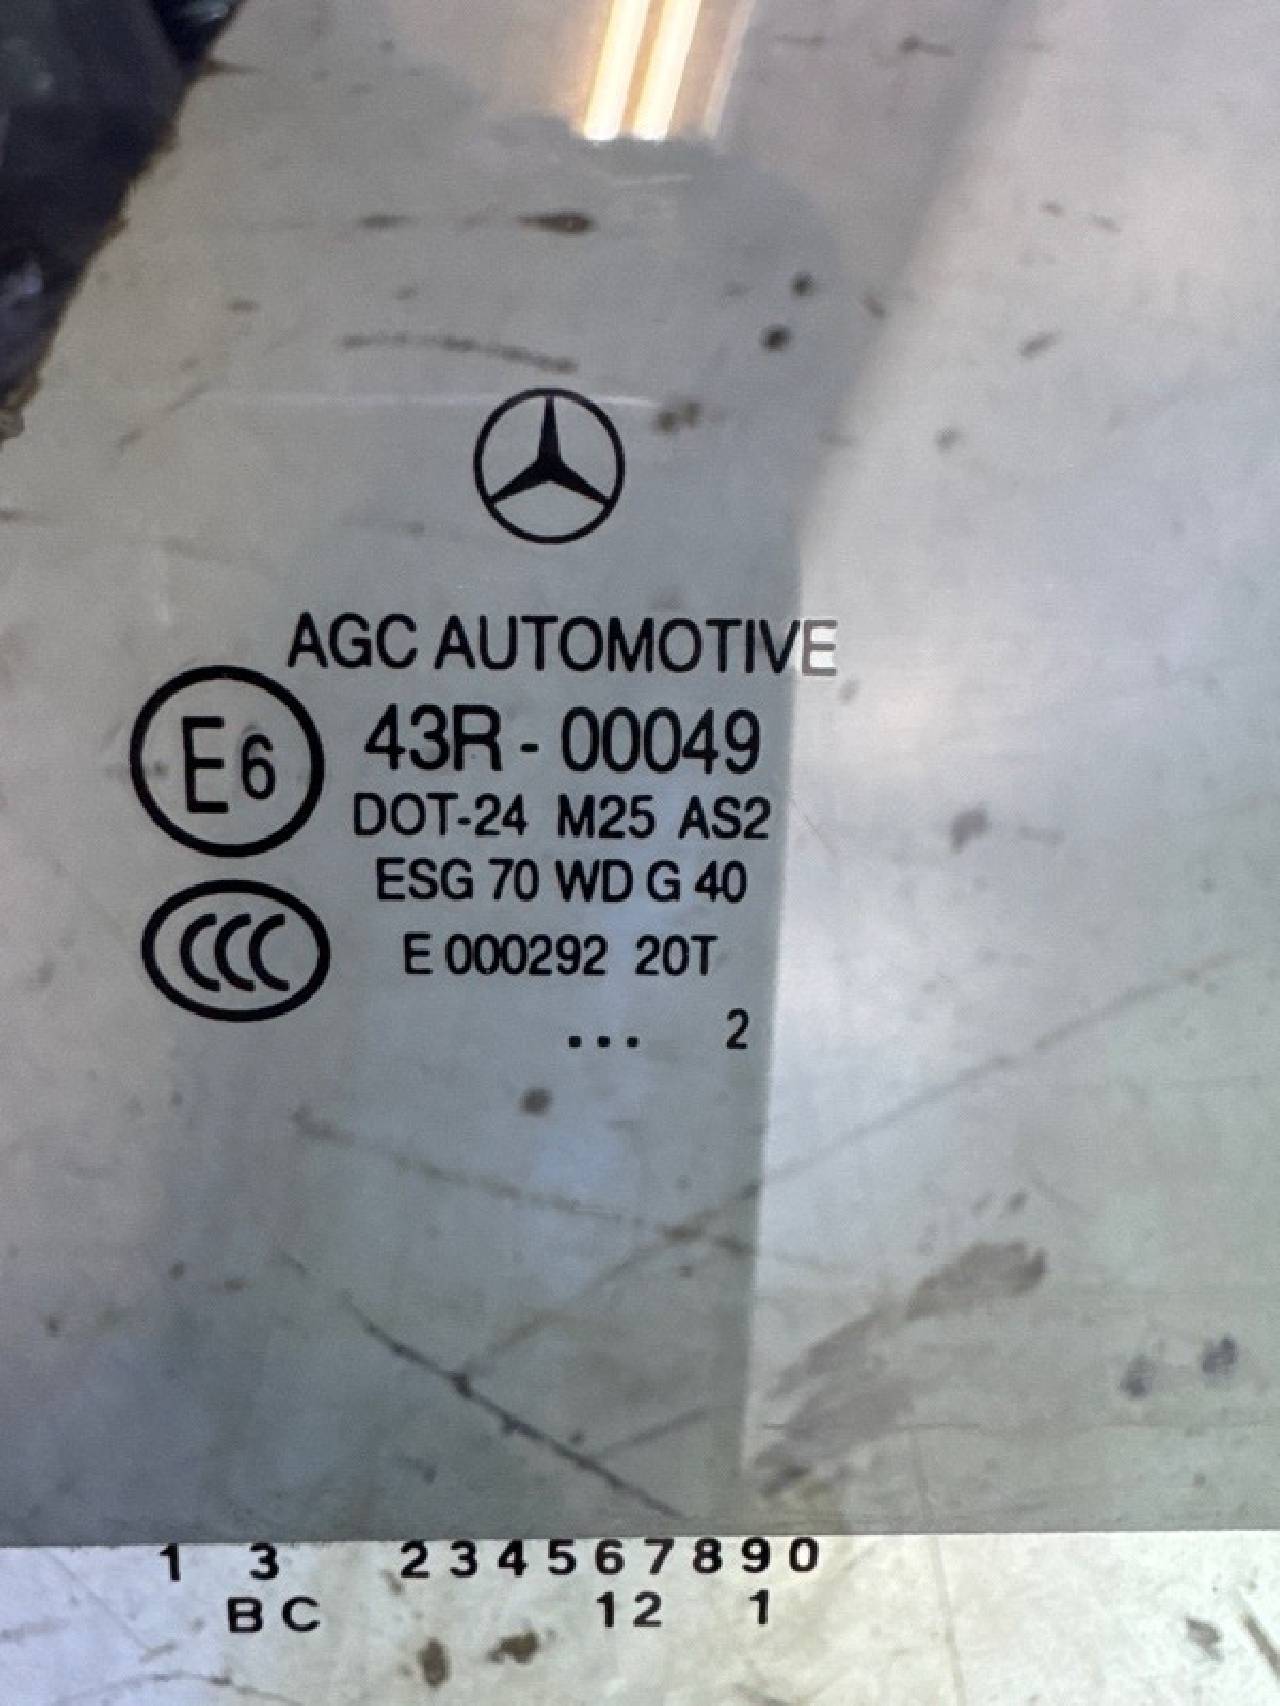 AGC AUTOMOTIVE
E6
43R - 00049
DOT-24 M25 AS2
ESG 70 WD G 40
CCC
E 000292 20T
... 2
1 3 2 3 4 5 6 7 8 9 0
B C 1 2 1